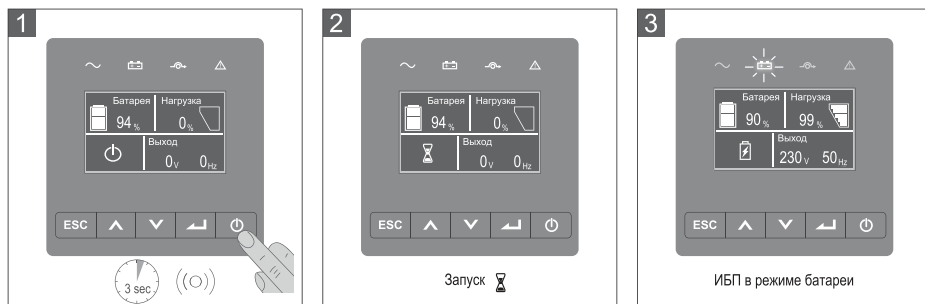 1
Батарея Нагрузка
94 % 0 %
Выход
0 V 0 Hz
ESC
3 sec
2
Батарея Нагрузка
94 % 0 %
Выход
0 V 0 Hz
ESC
Запуск
3
Батарея Нагрузка
90 % 99 %
Выход
230 V 50 Hz
ESC
ИБП в режиме батареи